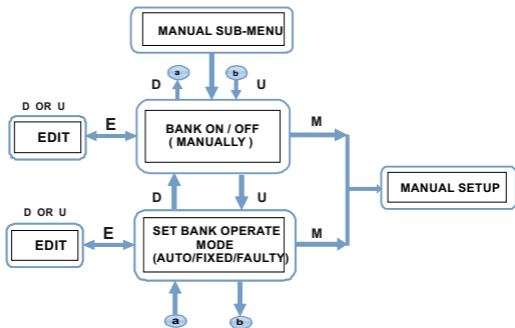 MANUAL SUB-MENU
a
b
D
U
D OR U
E
EDIT
BANK ON / OFF
( MANUALLY )
M
MANUAL SETUP
D
U
D OR U
E
EDIT
SET BANK OPERATE
MODE
(AUTO/FIXED/FAULTY)
M
a
b